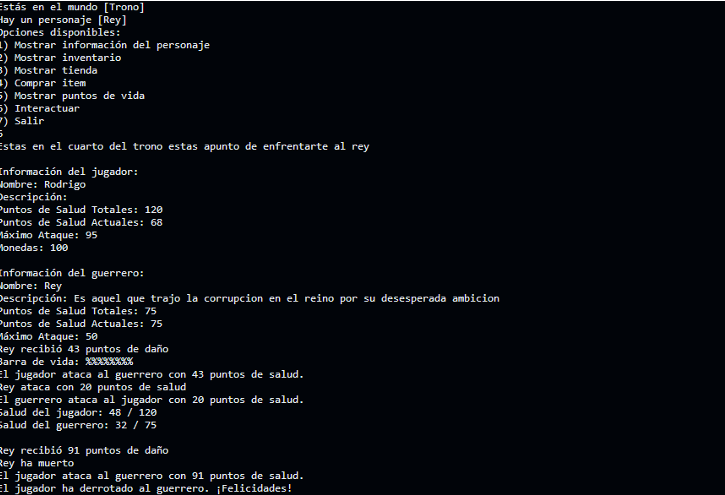 Estás en el mundo [Trono]
Hay un personaje [Rey]
Opciones disponibles:
1) Mostrar información del personaje
2) Mostrar inventario
3) Mostrar tienda
4) Comprar item
5) Mostrar puntos de vida
6) Interactuar
7) Salir
6
Estas en el cuarto del trono estas apunto de enfrentarte al rey
Información del jugador:
Nombre: Rodrigo
Descripción:
Puntos de Salud Totales: 120
Puntos de Salud Actuales: 68
Máximo Ataque: 95
Monedas: 100
Información del guerrero:
Nombre: Rey
Descripción: Es aquel que trajo la corrupcion en el reino por su desesperada ambicion
Puntos de Salud Totales: 75
Puntos de Salud Actuales: 75
Máximo Ataque: 50
Rey recibió 43 puntos de daño
Barra de vida: %%%%%%%%
El jugador ataca al guerrero con 43 puntos de salud.
Rey ataca con 20 puntos de salud
El guerrero ataca al jugador con 20 puntos de salud.
Salud del jugador: 48 / 120
Salud del guerrero: 32 / 75
Rey recibió 91 puntos de daño
Rey ha muerto
El jugador ataca al guerrero con 91 puntos de salud.
El jugador ha derrotado al guerrero. ¡Felicidades!